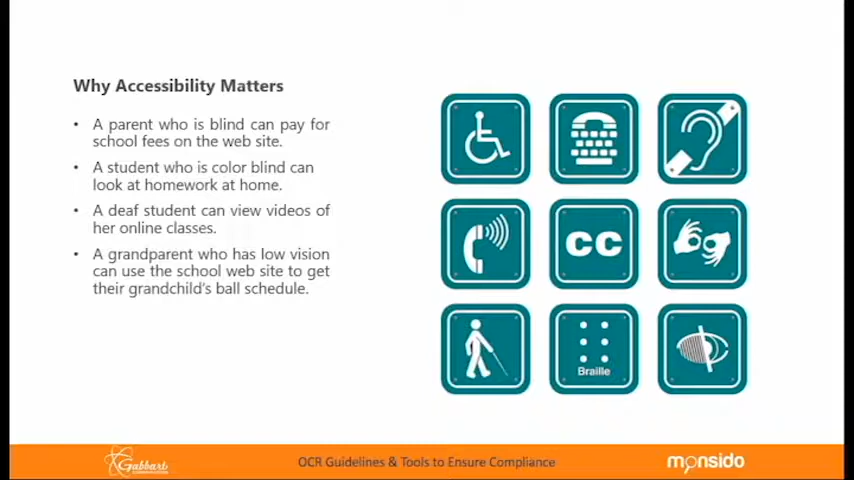 Why Accessibility Matters
• A parent who is blind can pay for
school fees on the web site.
• A student who is color blind can
look at homework at home.
• A deaf student can view videos of
her online classes.
• A grandparent who has low vision
can use the school web site to get
their grandchild's ball schedule.
CC
Braille
Gabbart
OCR Guidelines & Tools to Ensure Compliance
monsido